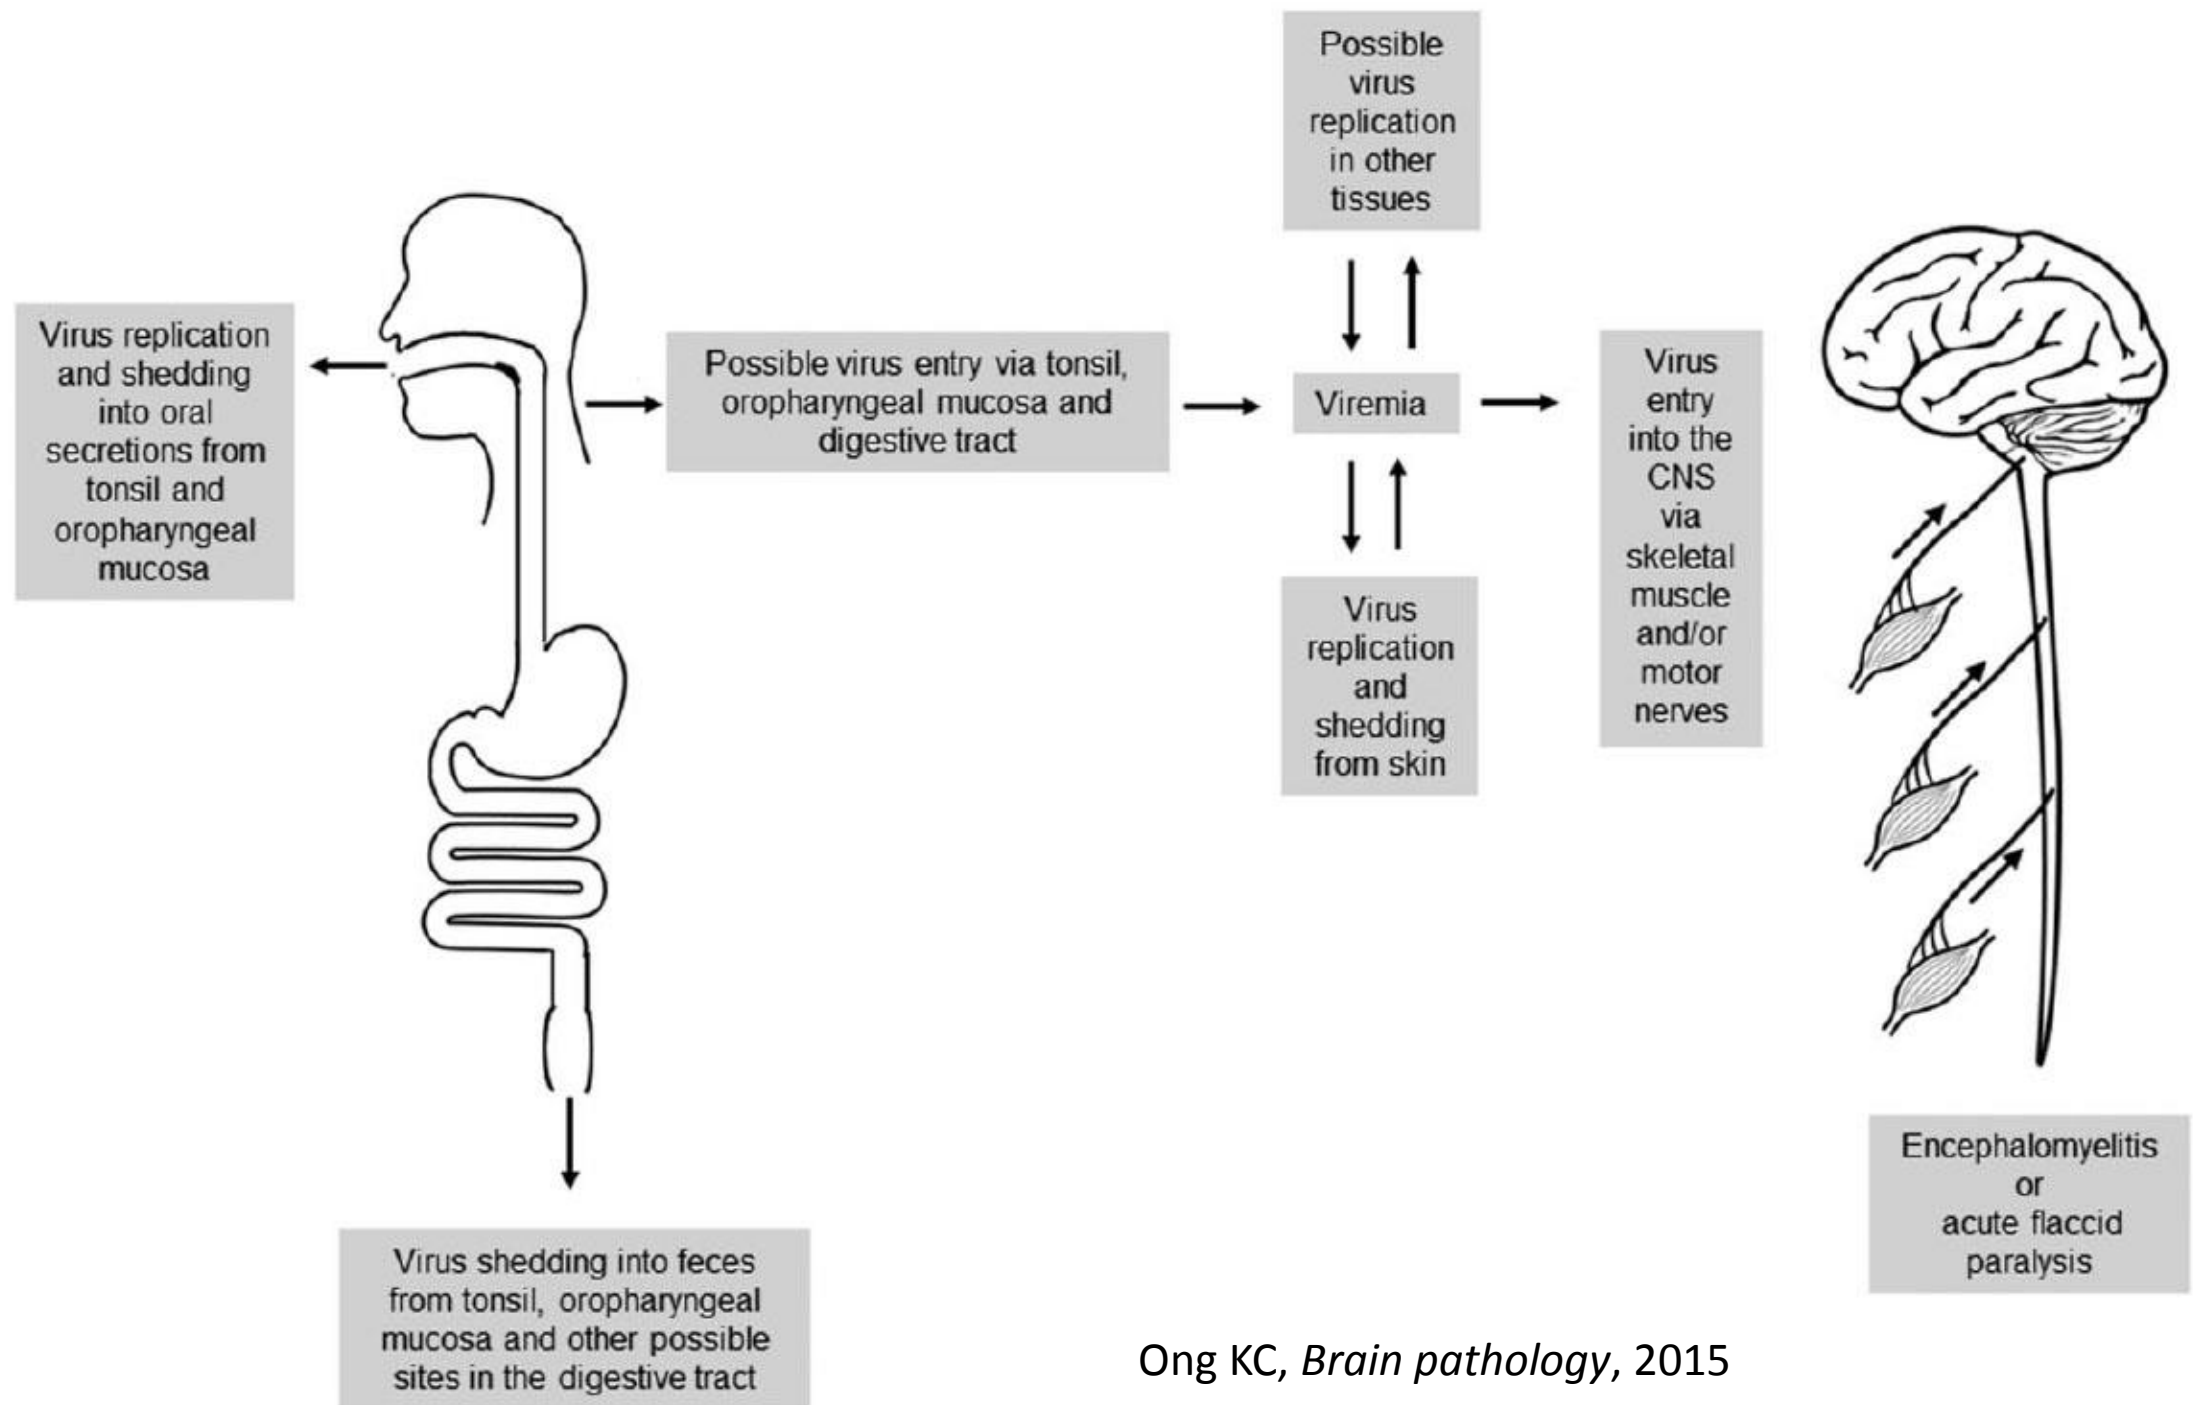 Possible
virus
replication
in other
tissues
Virus replication
and shedding
into oral
secretions from
tonsil and
oropharyngeal
mucosa
Possible virus entry via tonsil,
oropharyngeal mucosa and
digestive tract
Viremia
Virus
entry
into the
CNS
via
skeletal
muscle
and/or
motor
nerves
Virus
replication
and
shedding
from skin
Encephalomyelitis
or
acute flaccid
paralysis
Virus shedding into feces
from tonsil, oropharyngeal
mucosa and other possible
sites in the digestive tract
Ong KC, Brain pathology, 2015